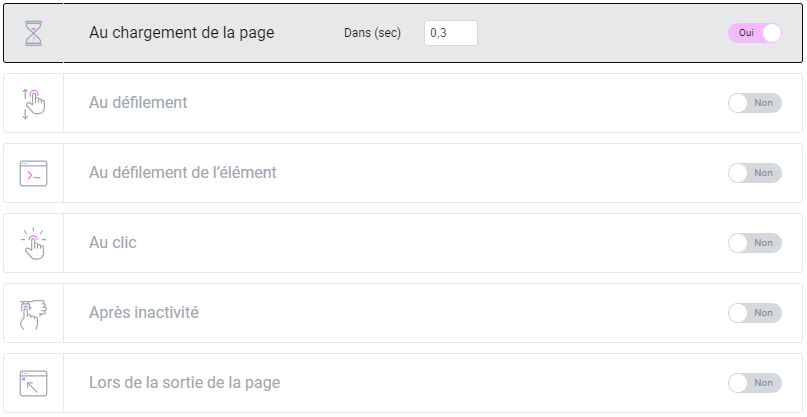 Au chargement de la page Dans (sec) 0,3 Oui
Au défilement Non
Au défilement de l'élément Non
Au clic Non
Après inactivité Non
Lors de la sortie de la page Non